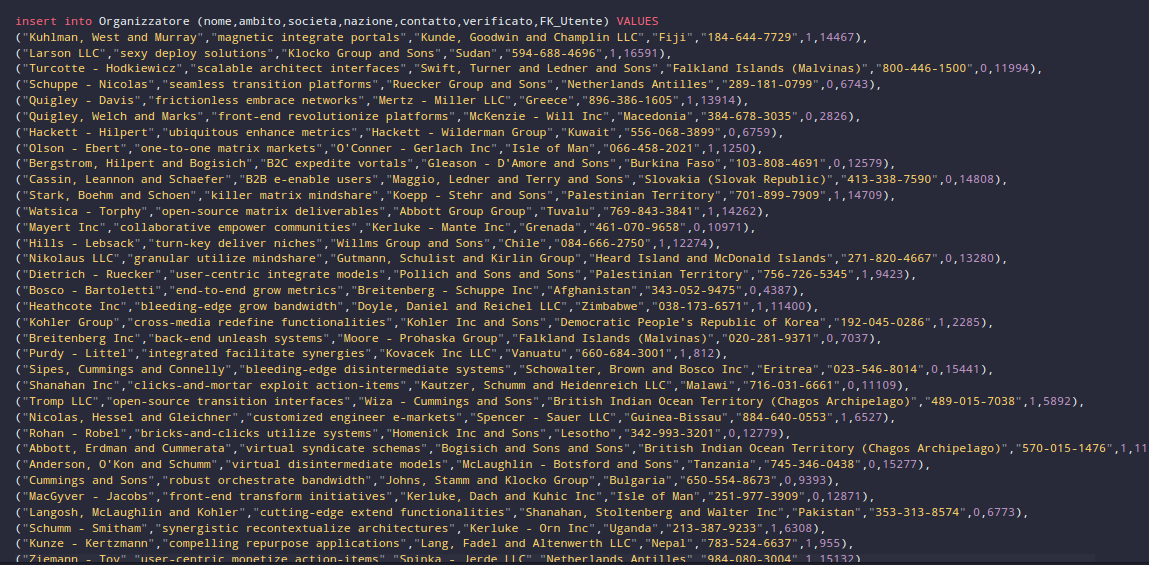 insert into Organizzatore (nome,ambito,societa,nazione,contatto,verificato,FK_Utente) VALUES
("Kuhlman, West and Murray","magnetic integrate portals","Kunde, Goodwin and Champlin LLC","Fiji","184-644-7729",1,14467),
("Larson LLC","sexy deploy solutions","Klocko Group and Sons","Sudan","594-688-4696",1,16591),
("Turcotte - Hodkiewicz","scalable architect interfaces","Swift, Turner and Ledner and Sons","Falkland Islands (Malvinas)","800-446-1500",0,11994),
("Schuppe - Nicolas","seamless transition platforms","Ruecker Group and Sons","Netherlands Antilles","289-181-0799",0,6743),
("Quigley - Davis","frictionless embrace networks","Mertz - Miller LLC","Greece","896-386-1605",1,13914),
("Quigley, Welch and Marks","front-end revolutionize platforms","McKenzie - Will Inc","Macedonia","384-678-3035",0,2826),
("Hackett - Hilpert","ubiquitous enhance metrics","Hackett - Wilderman Group","Kuwait","556-068-3899",0,6759),
("Olson - Ebert","one-to-one matrix markets","O'Conner - Gerlach Inc","Isle of Man","066-458-2021",1,1250),
("Bergstrom, Hilpert and Bogisich","B2C expedite vortals","Gleason - D'Amore and Sons","Burkina Faso","103-808-4691",0,12579),
("Cassin, Leannon and Schaefer","B2B e-enable users","Maggio, Ledner and Terry and Sons","Slovakia (Slovak Republic)","413-338-7590",0,14808),
("Stark, Boehm and Schoen","killer matrix mindshare","Koepp - Stehr and Sons","Palestinian Territory","701-899-7909",1,14709),
("Watsica - Torphy","open-source matrix deliverables","Abbott Group Group","Tuvalu","769-843-3841",1,14262),
("Mayert Inc","collaborative empower communities","Kerluke - Mante Inc","Grenada","461-070-9658",0,10971),
("Hills - Lebsack","turn-key deliver niches","Willms Group and Sons","Chile","084-666-2750",1,12274),
("Nikolaus LLC","granular utilize mindshare","Gutmann, Schulist and Kirlin Group","Heard Island and McDonald Islands","271-820-4667",0,13280),
("Dietrich - Ruecker","user-centric integrate models","Pollich and Sons and Sons","Palestinian Territory","756-726-5345",1,9423),
("Bosco - Bartoletti","end-to-end grow metrics","Breitenberg - Schuppe Inc","Afghanistan","343-052-9475",0,4387),
("Heathcote Inc","bleeding-edge grow bandwidth","Doyle, Daniel and Reichel LLC","Zimbabwe","038-173-6571",1,11400),
("Kohler Group","cross-media redefine functionalities","Kohler Inc and Sons","Democratic People's Republic of Korea","192-045-0286",1,2285),
("Breitenberg Inc","back-end unleash systems","Moore - Prohaska Group","Falkland Islands (Malvinas)","020-281-9371",0,7037),
("Purdy - Littel","integrated facilitate synergies","Kovacek Inc LLC","Vanuatu","660-684-3001",1,812),
("Sipes, Cummings and Connelly","bleeding-edge disintermediate systems","Schowalter, Brown and Bosco Inc","Eritrea","023-546-8014",0,15441),
("Shanahan Inc","clicks-and-mortar exploit action-items","Kautzer, Schumm and Heidenreich LLC","Malawi","716-031-6661",0,11109),
("Tromp LLC","open-source transition interfaces","Wiza - Cummings and Sons","British Indian Ocean Territory (Chagos Archipelago)","489-015-7038",1,5892),
("Nicolas, Hessel and Gleichner","customized engineer e-markets","Spencer - Sauer LLC","Guinea-Bissau","884-640-0553",1,6527),
("Rohan - Robel","bricks-and-clicks utilize systems","Homenick Inc and Sons","Lesotho","342-993-3201",0,12779),
("Abbott, Erdman and Cummerata","virtual syndicate schemas","Bogisich and Sons and Sons","British Indian Ocean Territory (Chagos Archipelago)","570-015-1476",1,11
("Anderson, O'Kon and Schumm","virtual disintermediate models","McLaughlin - Botsford and Sons","Tanzania","745-346-0438",0,15277),
("Cummings and Sons","robust orchestrate bandwidth","Johns, Stamm and Klocko Group","Bulgaria","650-554-8673",0,9393),
("MacGyver - Jacobs","front-end transform initiatives","Kerluke, Dach and Kuhic Inc","Isle of Man","251-977-3909",0,12871),
("Langosh, McLaughlin and Kohler","cutting-edge extend functionalities","Shanahan, Stoltenberg and Walter Inc","Pakistan","353-313-8574",0,6773),
("Schumm - Smitham","synergistic recontextualize architectures","Kerluke - Orn Inc","Uganda","213-387-9233",1,6308),
("Kunze - Kertzmann","compelling repurpose applications","Lang, Fadel and Altenwerth LLC","Nepal","783-524-6637",1,955),
("Ziemann - Toy","user-centric monetize action-items","Spinka - Jerde LLC","Netherlands Antilles","984-080-3004",1,15132)